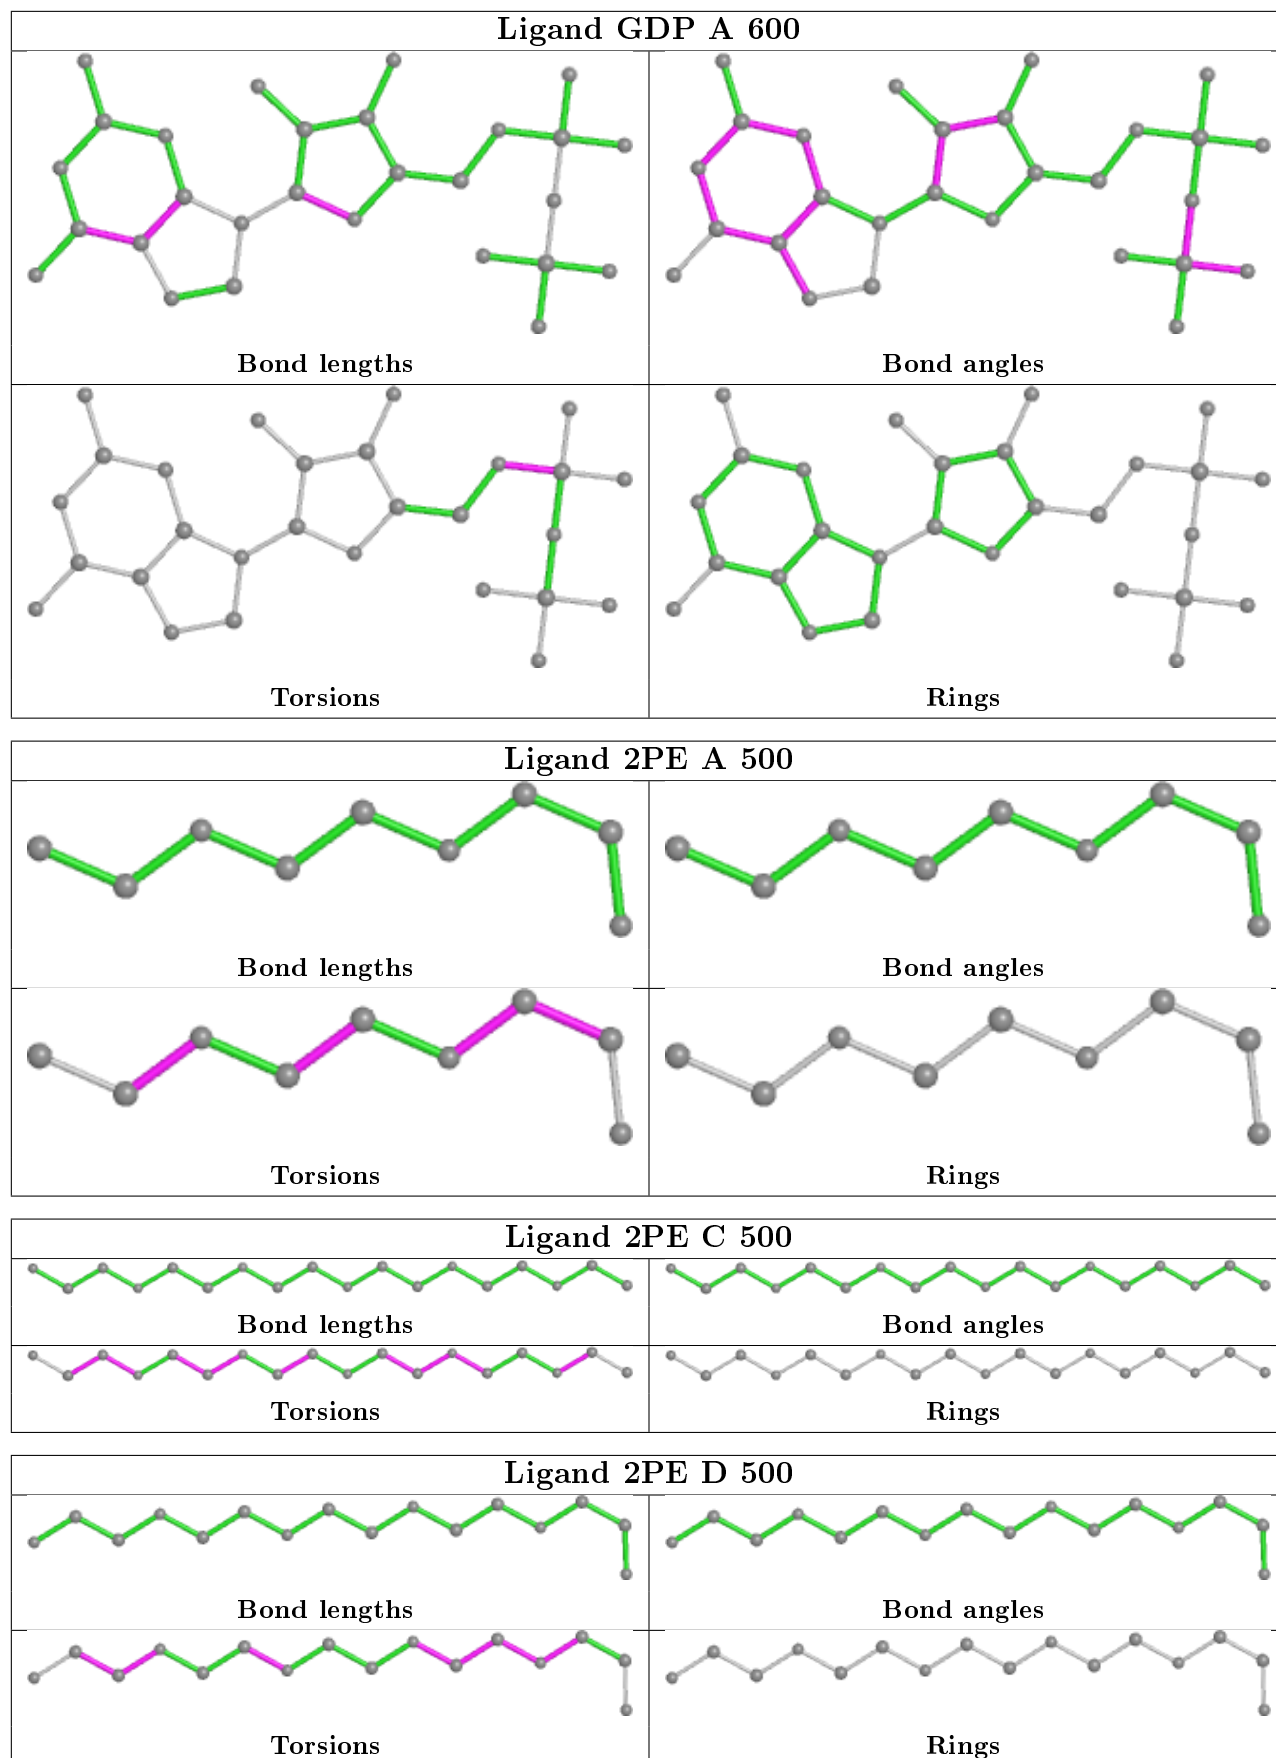 Ligand GDP A 600
Bond lengths
Bond angles
Torsions
Rings
Ligand 2PE A 500
Bond lengths
Bond angles
Torsions
Rings
Ligand 2PE C 500
Bond lengths
Bond angles
Torsions
Rings
Ligand 2PE D 500
Bond lengths
Bond angles
Torsions
Rings